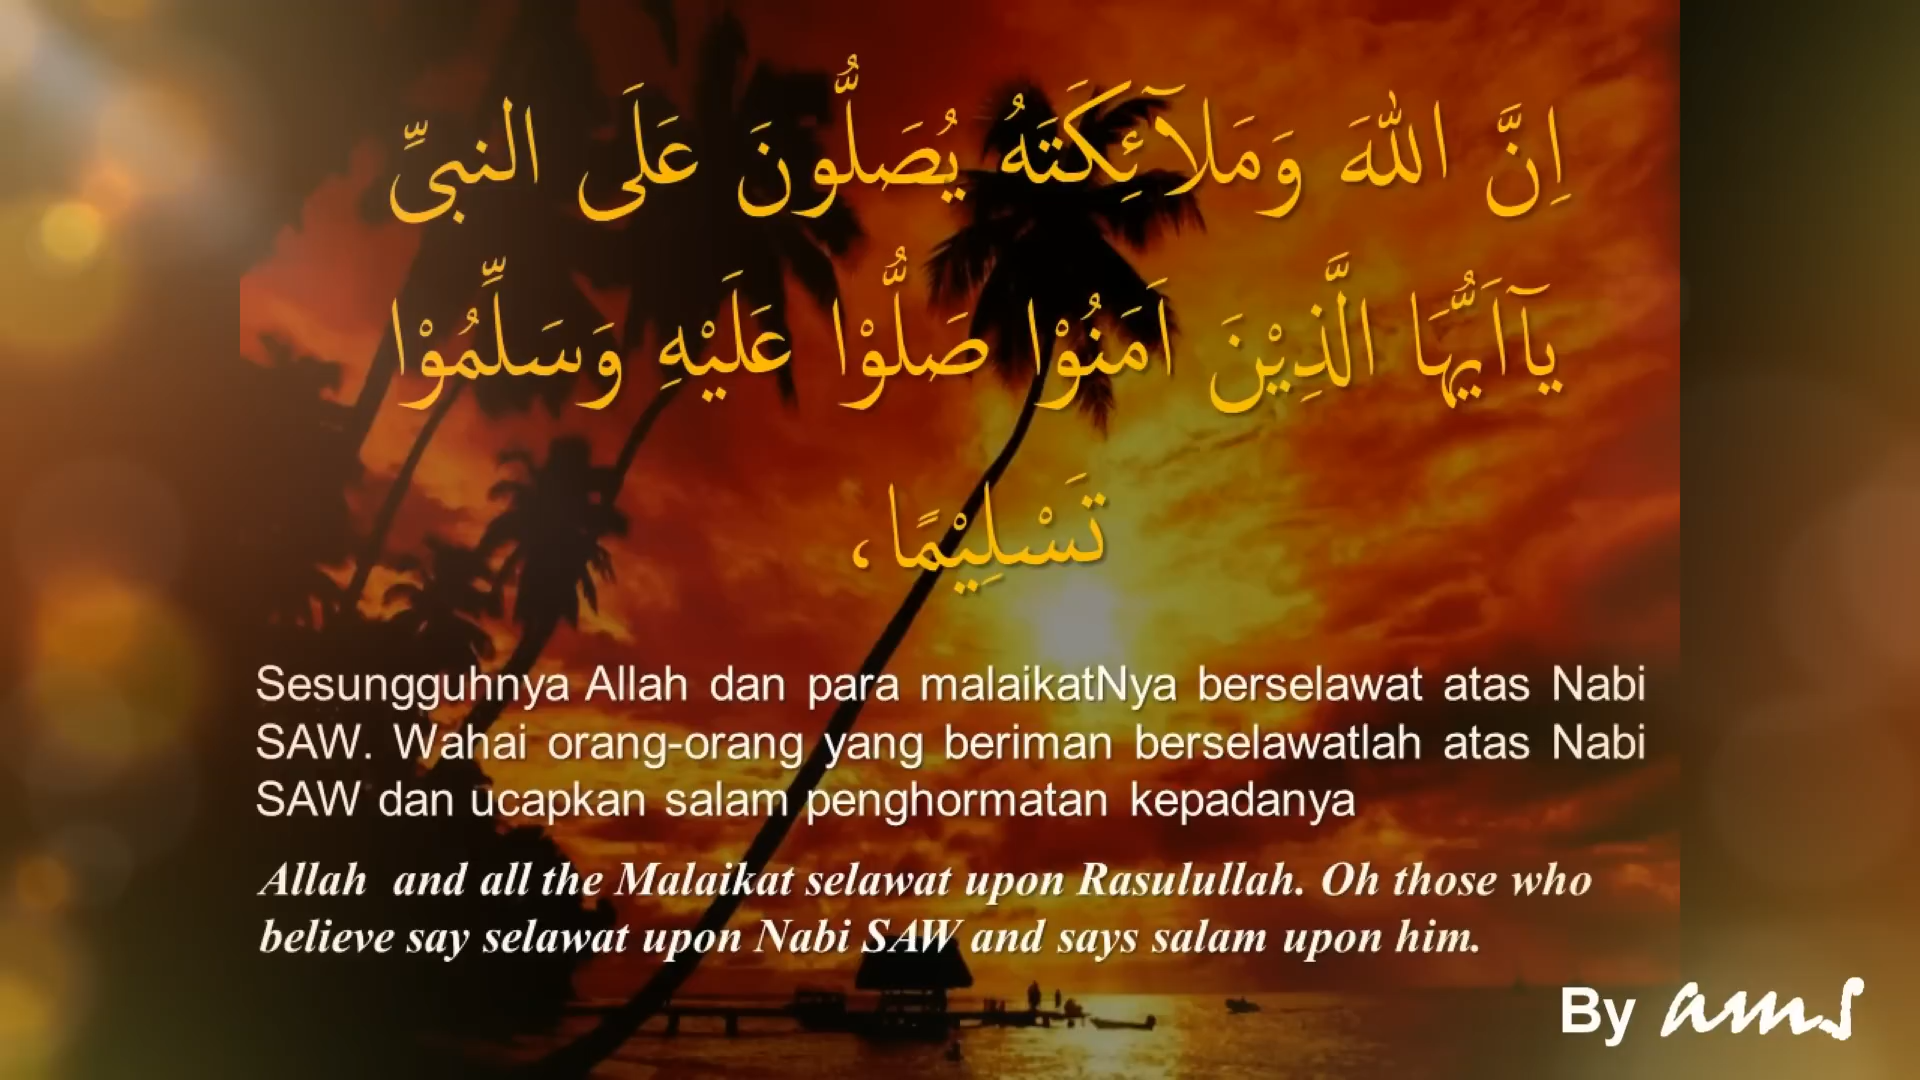 اِنَّ اللهَ وَمَلآئِكَتَهُ يُصَلُّونَ عَلَى النبىِّ
يآاَيُّهَا الَّذِيْنَ اَمَنُوْا صَلُّوْا عَلَيْهِ وَسَلِّمُوْا
تَسْلِيْمًا،
Sesungguhnya Allah dan para malaikatNya berselawat atas Nabi
SAW. Wahai orang-orang yang beriman berselawatlah atas Nabi
SAW dan ucapkan salam penghormatan kepadanya
Allah and all the Malaikat selawat upon Rasulullah. Oh those who
believe say selawat upon Nabi SAW and says salam upon him.
By ams